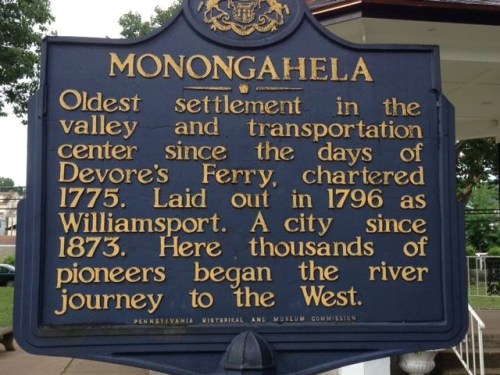 MONONGAHELA
Oldest settlement in the
valley and transportation
center since the days of
Devore's Ferry, chartered
1775. Laid out in 1796 as
Williamsport. A city since
1873. Here thousands of
pioneers began the river
journey to the West.
PENNSYLVANIA HISTORICAL AND MUSEUM COMMISSION